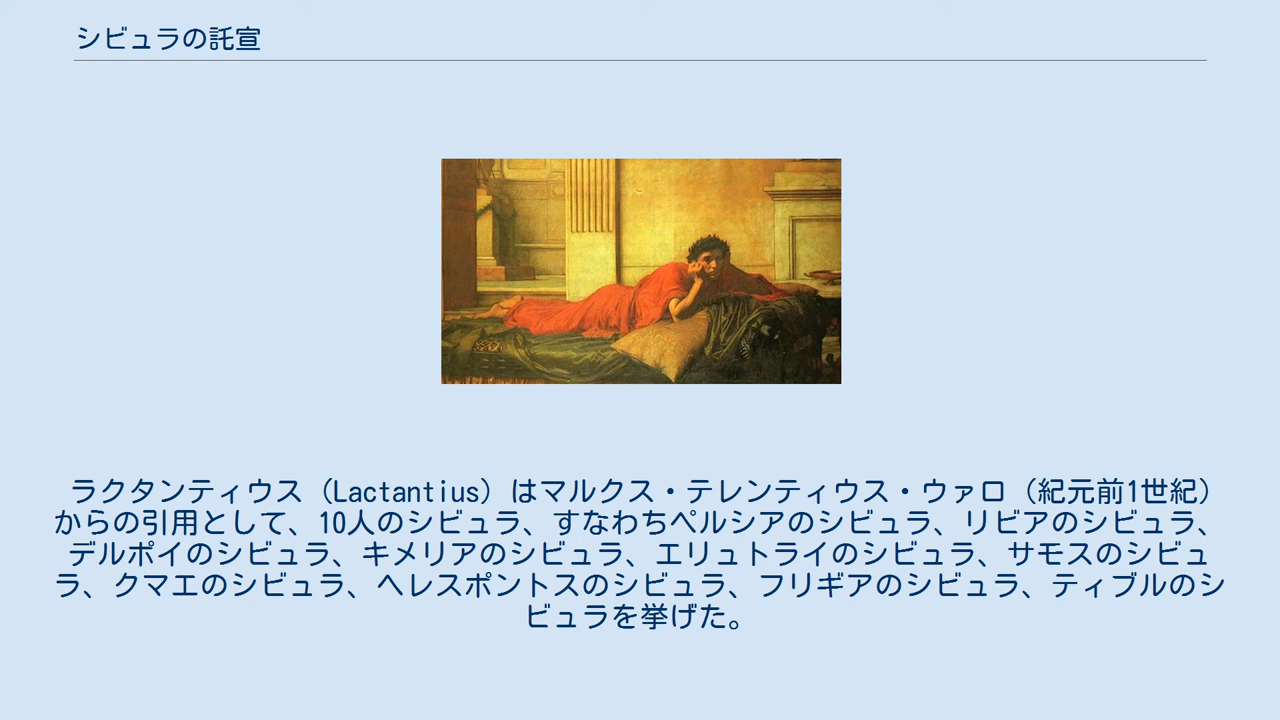 シビュラの託宣
ラクタンティウス（Lactantius）はマルクス・テレンティウス・ウァロ（紀元前1世紀）
からの引用として、10人のシビュラ、すなわちペルシアのシビュラ、リビアのシビュラ、
デルポイのシビュラ、キメリアのシビュラ、エリュトライのシビュラ、サモスのシビュ
ラ、クマエのシビュラ、ヘレスポントスのシビュラ、フリギアのシビュラ、ティブルのシ
ビュラを挙げた。